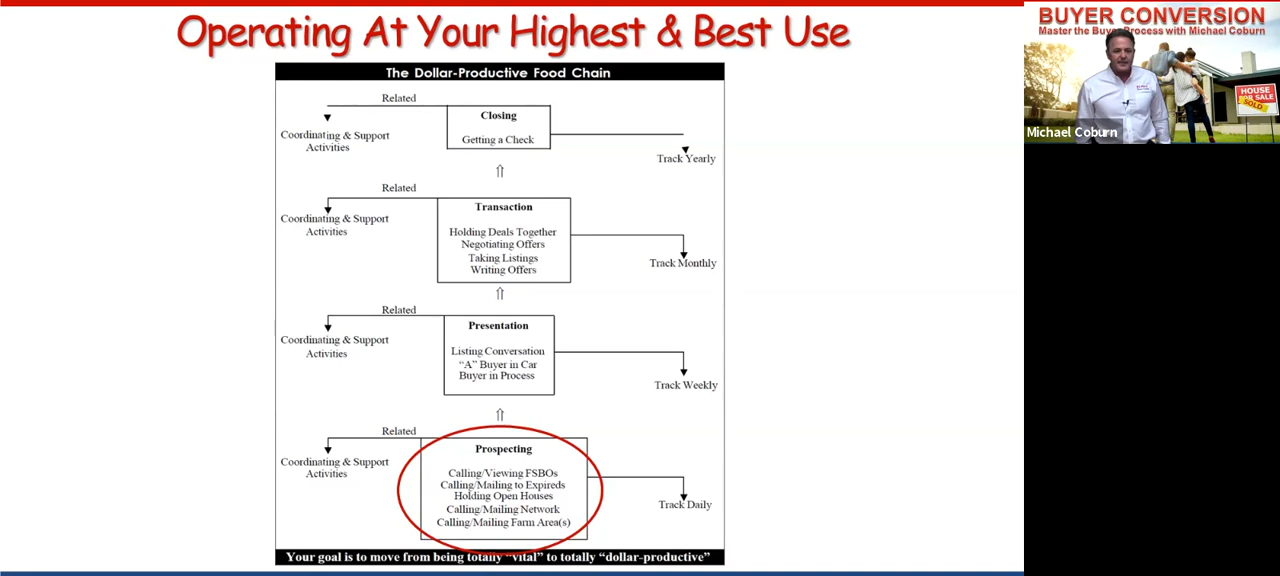 Operating At Your Highest & Best Use
The Dollar-Productive Food Chain
Related
Closing
Getting a Check
Coordinating & Support
Activities
Track Yearly
Related
Transaction
Holding Deals Together
Negotiating Offers
Taking Listings
Writing Offers
Coordinating & Support
Activities
Track Monthly
Related
Presentation
Listing Conversation
“A” Buyer in Car
Buyer in Process
Coordinating & Support
Activities
Track Weekly
Related
Prospecting
Calling/Viewing FSBOs
Calling/Mailing to Expireds
Holding Open Houses
Calling/Mailing Network
Calling/Mailing Farm Area(s)
Coordinating & Support
Activities
Track Daily
Your goal is to move from being totally “vital” to totally “dollar-productive”
BUYER CONVERSION
Master the Buyer Process with Michael Coburn
HOUSE
FOR SALE
SOLD
Michael Coburn